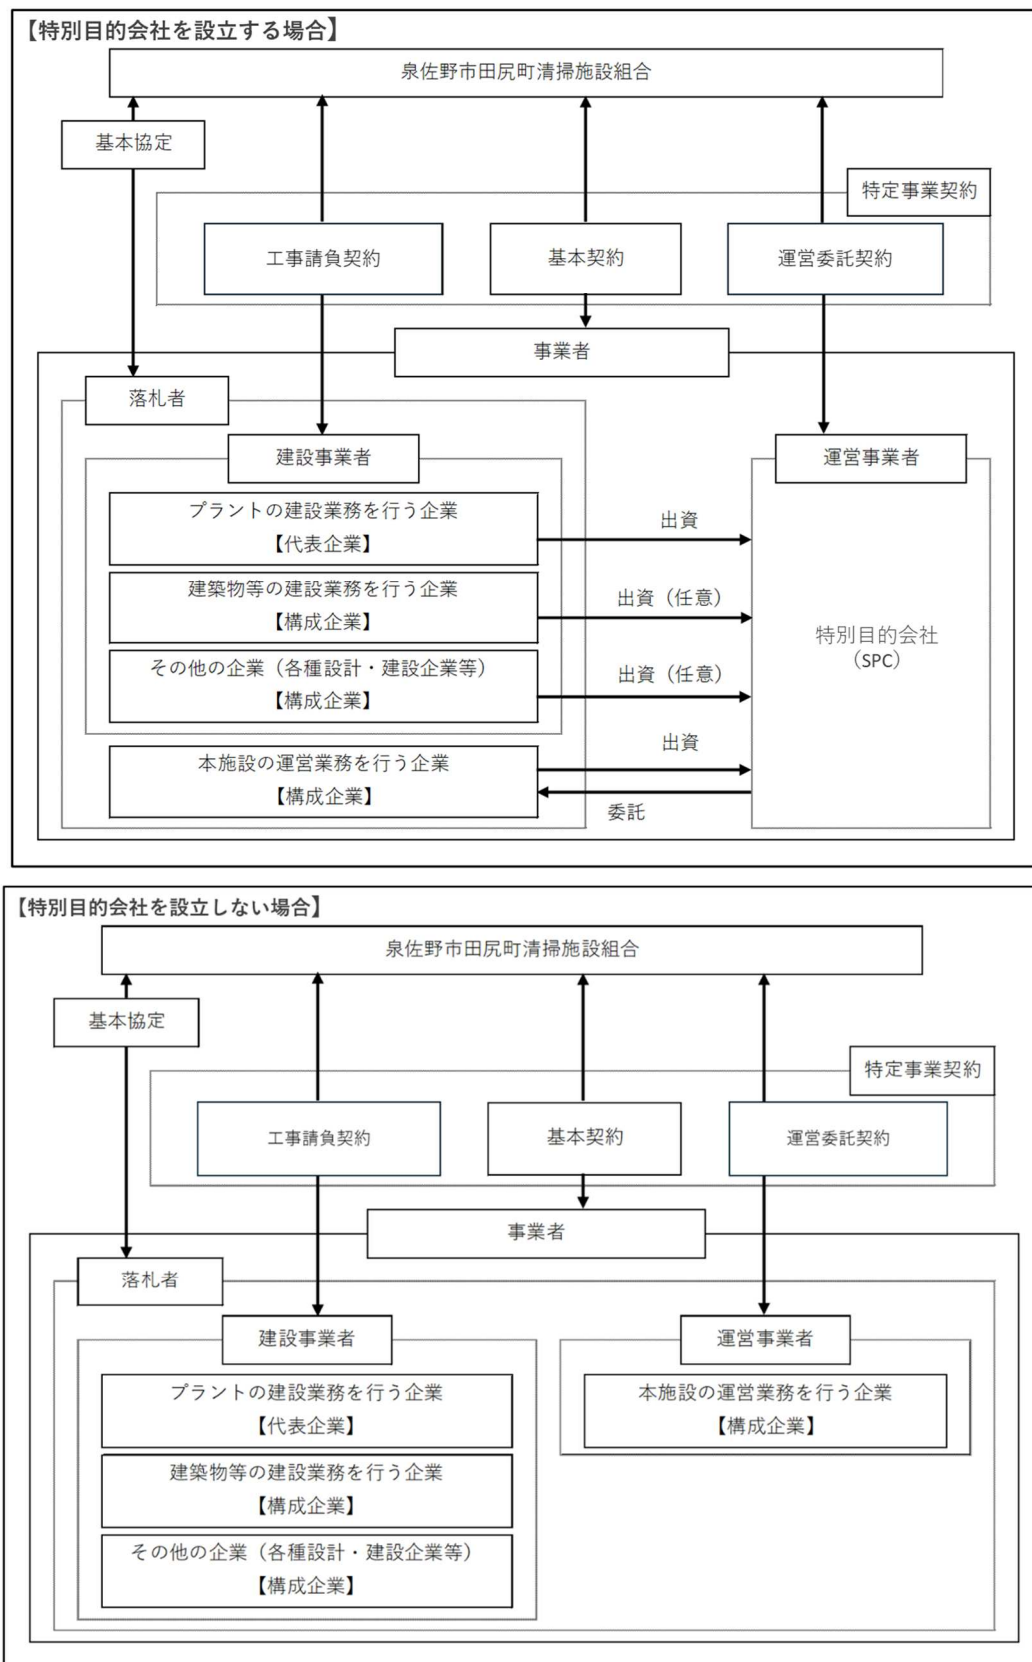 【特別目的会社を設立する場合】
泉佐野市田尻町清掃施設組合
基本協定
特定事業契約
工事請負契約
基本契約
運営委託契約
事業者
落札者
建設事業者
運営事業者
プラントの建設業務を行う企業
【代表企業】
出資
建築物等の建設業務を行う企業
【構成企業】
出資（任意）
特別目的会社
（SPC）
その他の企業（各種設計・建設企業等）
【構成企業】
出資（任意）
本施設の運営業務を行う企業
【構成企業】
出資
委託
【特別目的会社を設立しない場合】
泉佐野市田尻町清掃施設組合
基本協定
特定事業契約
工事請負契約
基本契約
運営委託契約
事業者
落札者
建設事業者
運営事業者
プラントの建設業務を行う企業
【代表企業】
本施設の運営業務を行う企業
【構成企業】
建築物等の建設業務を行う企業
【構成企業】
その他の企業（各種設計・建設企業等）
【構成企業】